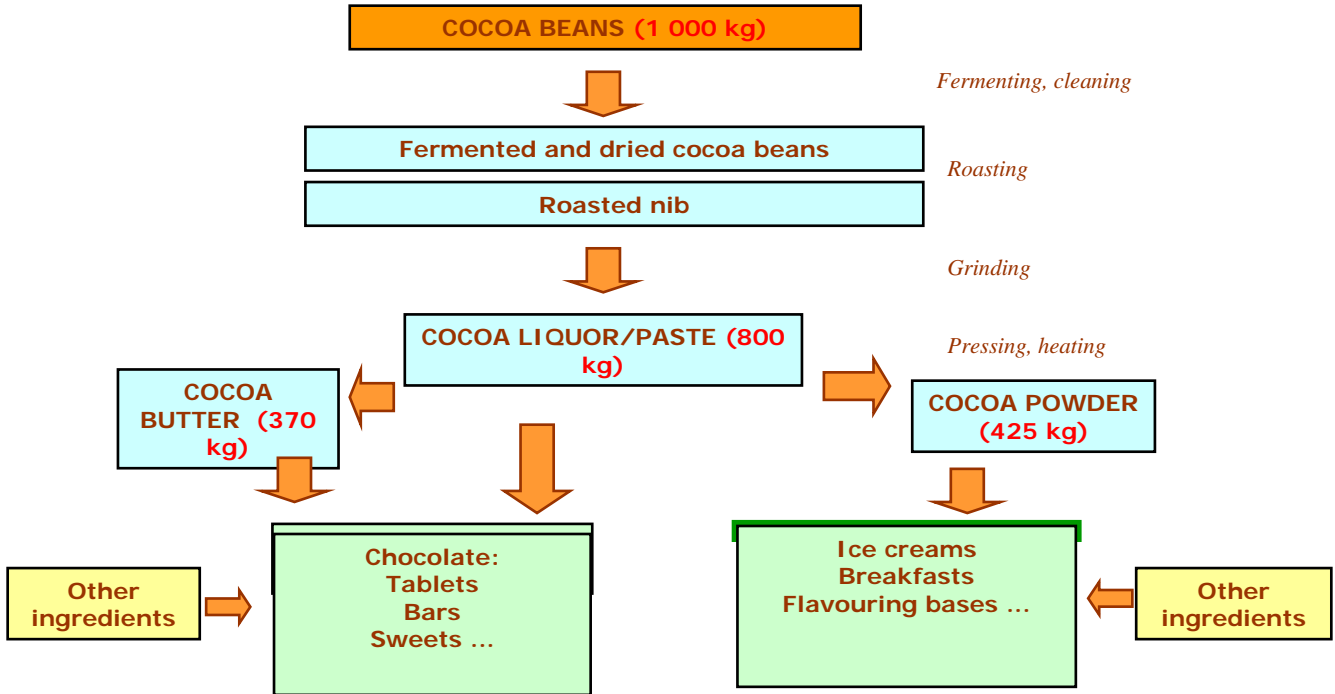 COCOA BEANS (1 000 kg)
Fermenting, cleaning
Fermented and dried cocoa beans
Roasting
Roasted nib
Grinding
COCOA LIQUOR/PASTE (800
kg)
Pressing, heating
COCOA
BUTTER (370
kg)
COCOA POWDER
(425 kg)
Chocolate:
Tablets
Bars
Sweets ...
Ice creams
Breakfasts
Flavouring bases ...
Other
ingredients
Other
ingredients